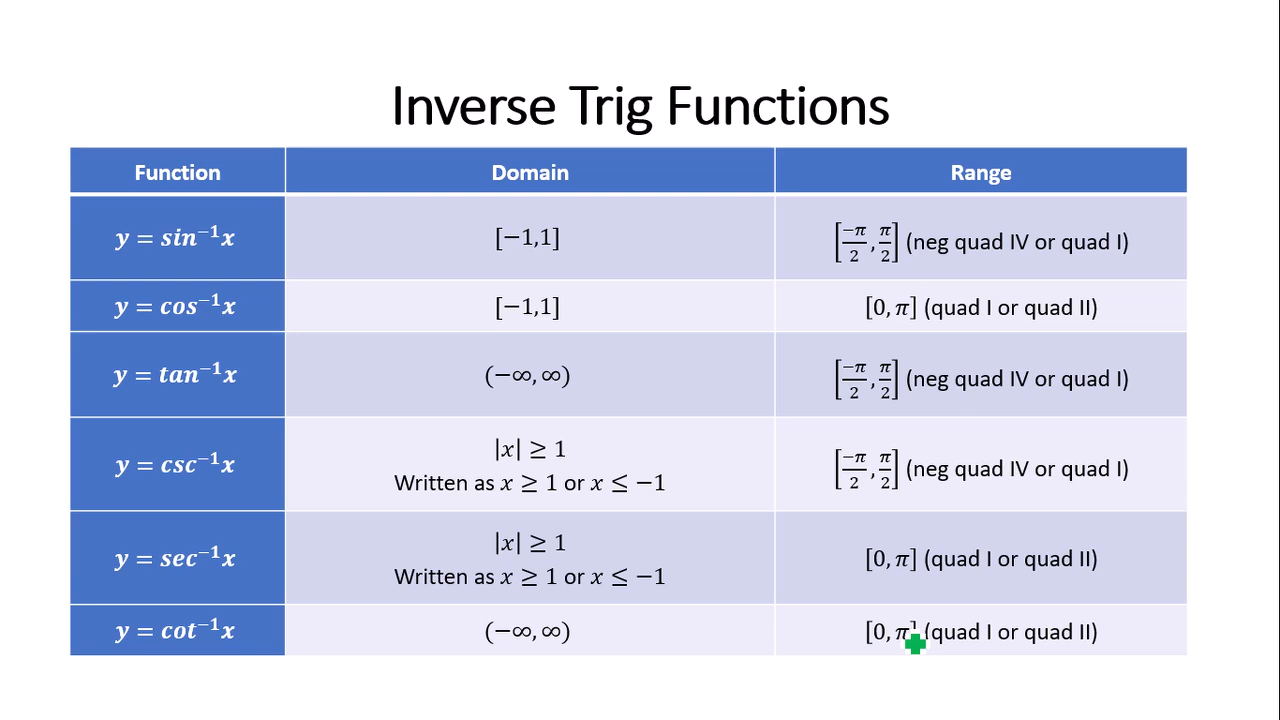 Inverse Trig Functions
Function Domain Range
y = sin⁻¹x [−1,1] [−π/2, π/2] (neg quad IV or quad I)
y = cos⁻¹x [−1,1] [0, π] (quad I or quad II)
y = tan⁻¹x (−∞, ∞) [−π/2, π/2] (neg quad IV or quad I)
y = csc⁻¹x |x| ≥ 1 [−π/2, π/2] (neg quad IV or quad I)
Written as x ≥ 1 or x ≤ −1
y = sec⁻¹x |x| ≥ 1 [0, π] (quad I or quad II)
Written as x ≥ 1 or x ≤ −1
y = cot⁻¹x (−∞, ∞) [0, π] (quad I or quad II)